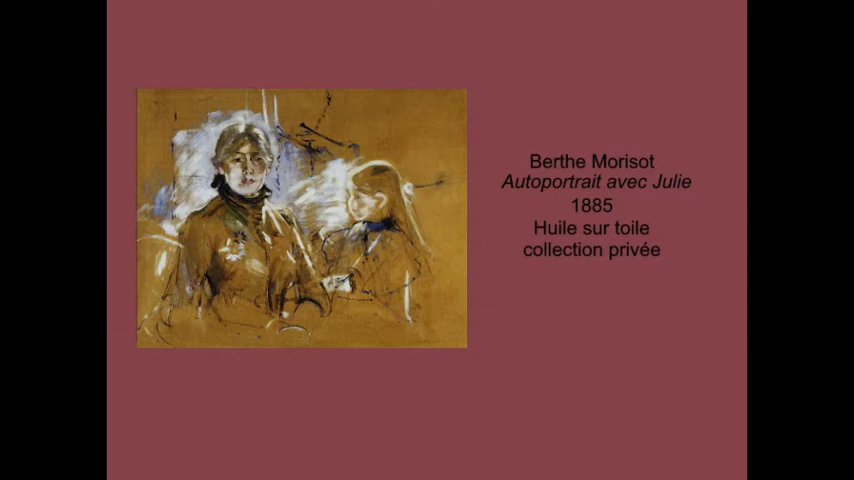 Berthe Morisot
Autoportrait avec Julie
1885
Huile sur toile
collection privée